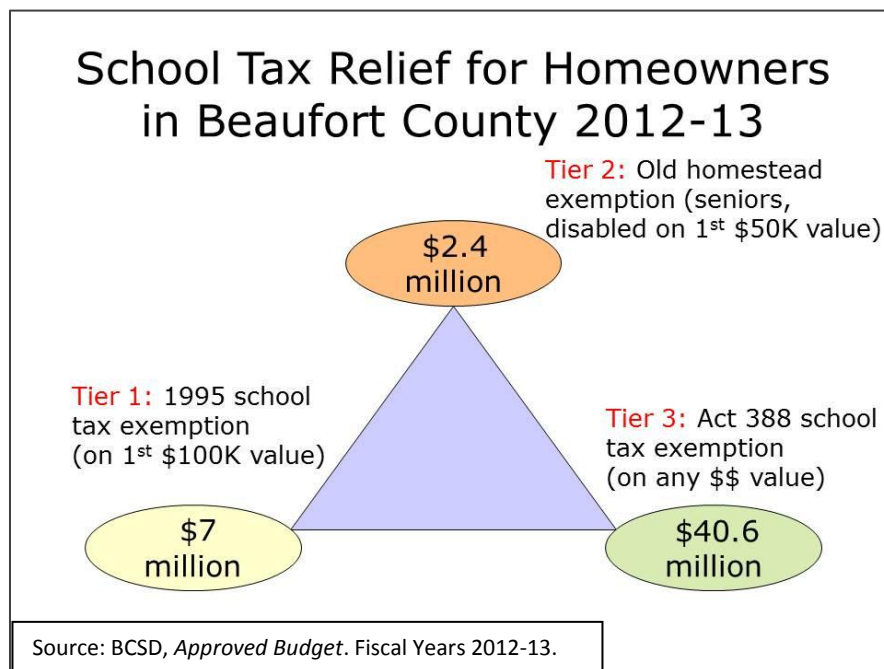 School Tax Relief for Homeowners
in Beaufort County 2012-13
Tier 2: Old homestead
exemption (seniors,
disabled on 1st $50K value)
$2.4
million
Tier 1: 1995 school
tax exemption
(on 1st $100K value)
Tier 3: Act 388 school
tax exemption
(on any $$ value)
$7
million
$40.6
million
Source: BCSD, Approved Budget. Fiscal Years 2012-13.